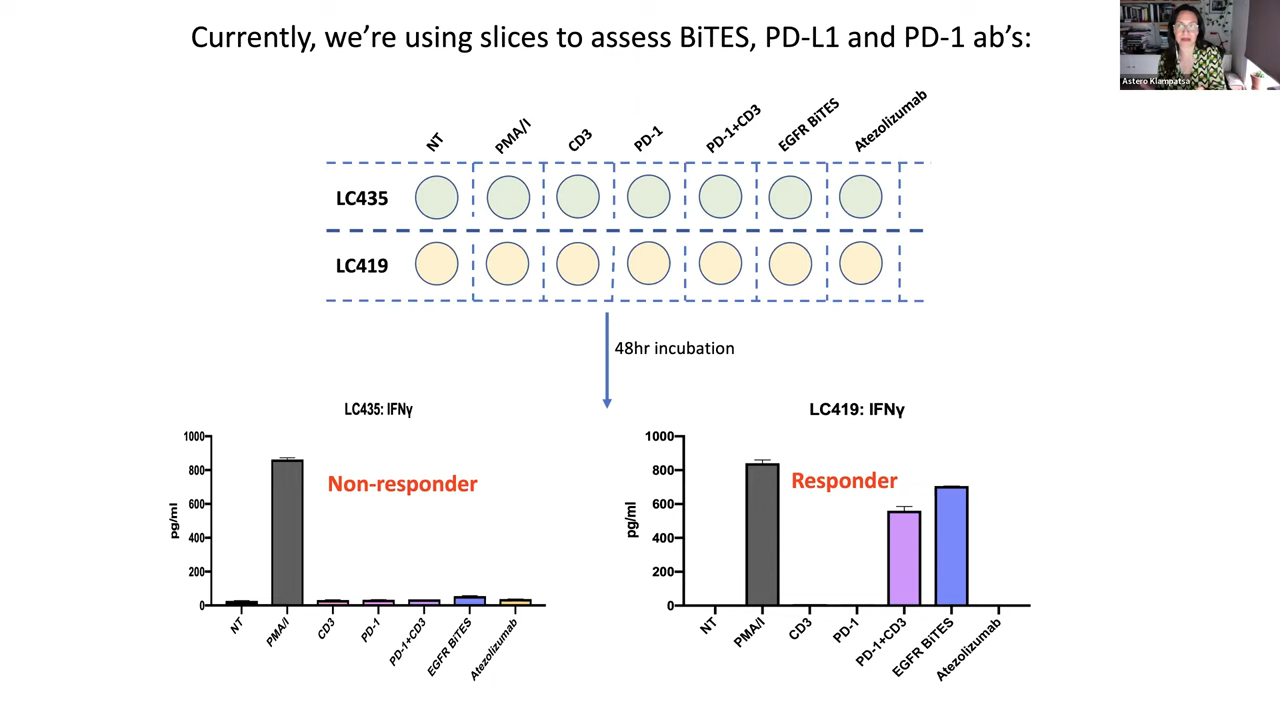 Currently, we're using slices to assess BiTES, PD-L1 and PD-1 ab's:
Astero Klampatsa
NT
PMA/I
CD3
PD-1
PD-1+CD3
EGFR BiTES
Atezolizumab
LC435
LC419
48hr incubation
LC435: IFNγ
1000
800
600
400
200
0
pg/ml
Non-responder
NT
PMA/I
CD3
PD-1
PD-1+CD3
EGFR BiTES
Atezolizumab
LC419: IFNγ
1000
800
600
400
200
0
pg/ml
Responder
NT
PMA/I
CD3
PD-1
PD-1+CD3
EGFR BiTES
Atezolizumab